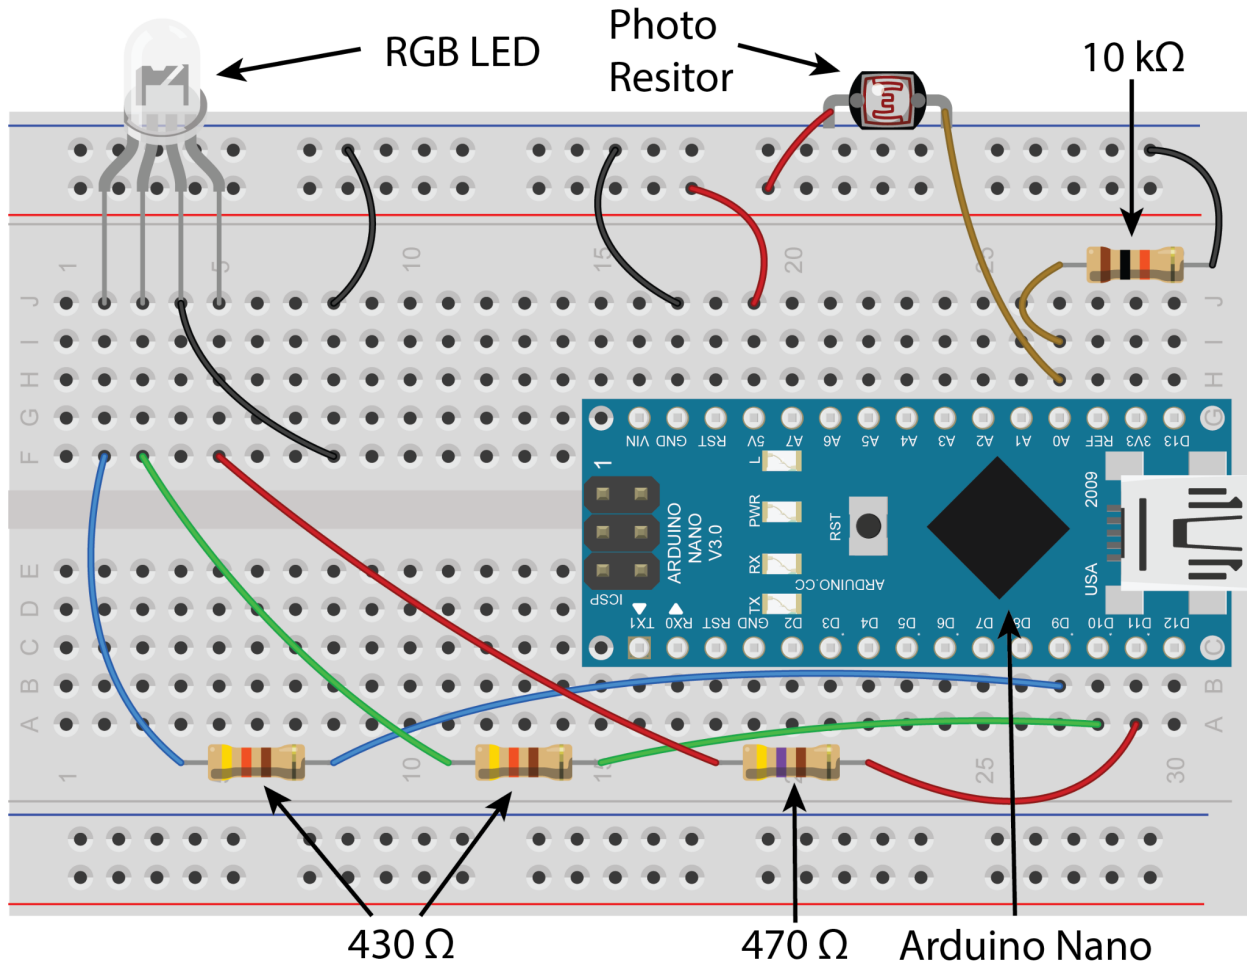 RGB LED
Photo
Resitor
10 kΩ
1
5
10
15
20
25
J
I
H
G
F
J
I
H
G
VIN
GND
RST
5V
A7
A6
A5
A4
A3
A2
A1
A0
REF
3V3
D13
1
L
PWR
RX
TX
ARDUINO
NANO
V3.0
RST
ARDUINO.CC
2009
USA
ICSP
TX1
RX0
RST
GND
D2
D3
D4
D5
D6
D7
D8
D9
D10
D11
D12
E
D
C
B
A
C
B
A
1
10
15
25
30
430 Ω
470 Ω
Arduino Nano